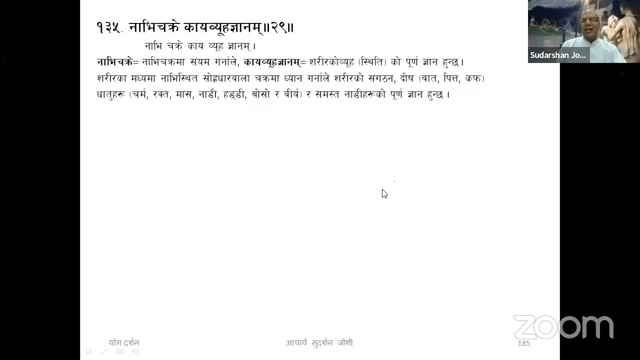 १३५. नाभिचक्रे कायव्यूहज्ञानम्॥२९॥
नाभि चक्रे काय व्यूह ज्ञानम् ।
नाभिचक्रे= नाभिचक्रमा संयम गर्नाले, कायव्यूहज्ञानम्= शरीरकोव्यूह (स्थिति) को पूर्ण ज्ञान हुन्छ ।
शरीरका मध्यमा नाभिस्थित सोह्रधारवाला चक्रमा ध्यान गर्नाले शरीरको सगठन, दोष (वात, पित्त, कफ)
धातुहरू (चर्म, रक्त, मास, नाडी, हड्डी, बोसो र वीर्य) र समस्त नाडीहरूको पूर्ण ज्ञान हुन्छ ।
योग दर्शन
आचार्य सुदर्शन जोशी
185
zoom
Sudarshan Jo...